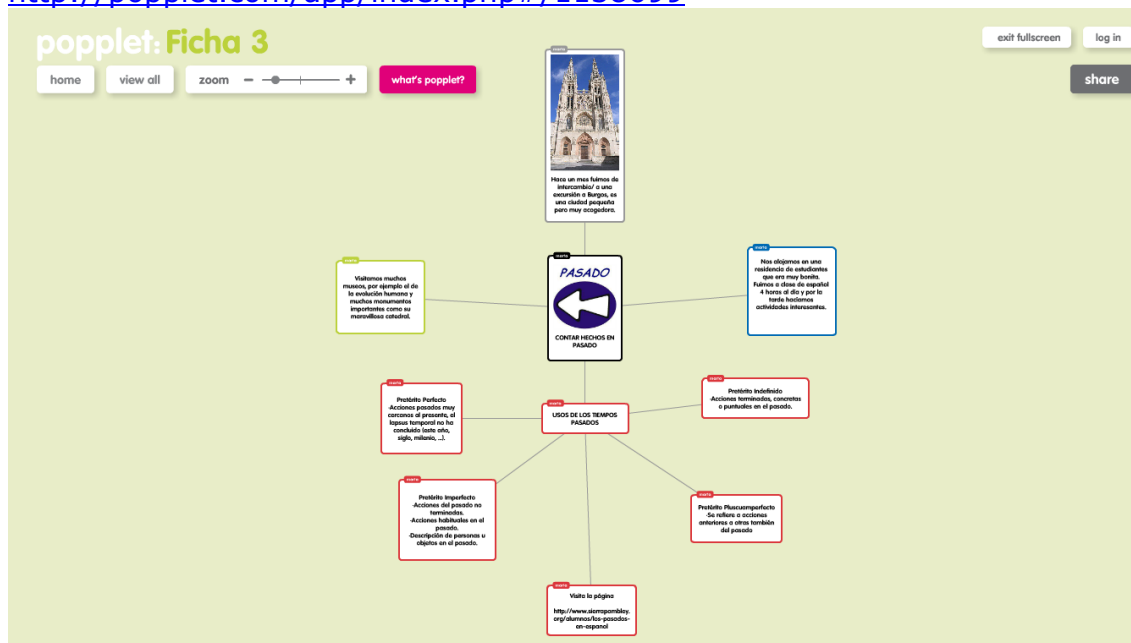 http://popplet.com/app/index.php#/1138699
popplet: Ficha 3
exit fullscreen
log in
home
view all
zoom
what's popplet?
share
Hace un mes fuimos de
intercambio/ a una
excursión a Burgos, es
una ciudad pequeña
pero muy acogedora.
Visitamos muchos
museos, por ejemplo el de
la evolución humana y
muchos monumentos
importantes como su
maravillosa catedral.
PASADO
CONTAR HECHOS EN
PASADO
Nos alojamos en una
residencia de estudiantes
que era muy bonita.
Fuimos a clase de español
4 horas al día y por la
tarde hacíamos
actividades interesantes.
Pretérito Perfecto
-Acciones pasadas muy
cercanas al presente, el
lapsus temporal no ha
concluido (este año,
siglo, milenio, ...).
USOS DE LOS TIEMPOS
PASADOS
Pretérito Indefinido
-Acciones terminadas, concretas
o puntuales en el pasado.
Pretérito Imperfecto
-Acciones del pasado no
terminadas.
-Acciones habituales en el
pasado.
-Descripción de personas u
objetos en el pasado.
Pretérito Pluscuamperfecto
-Se refiere a acciones
anteriores a otras también
del pasado
Visita la página
http://www.sierrapambley.
org/alumnos/los-pasados-
en-espanol